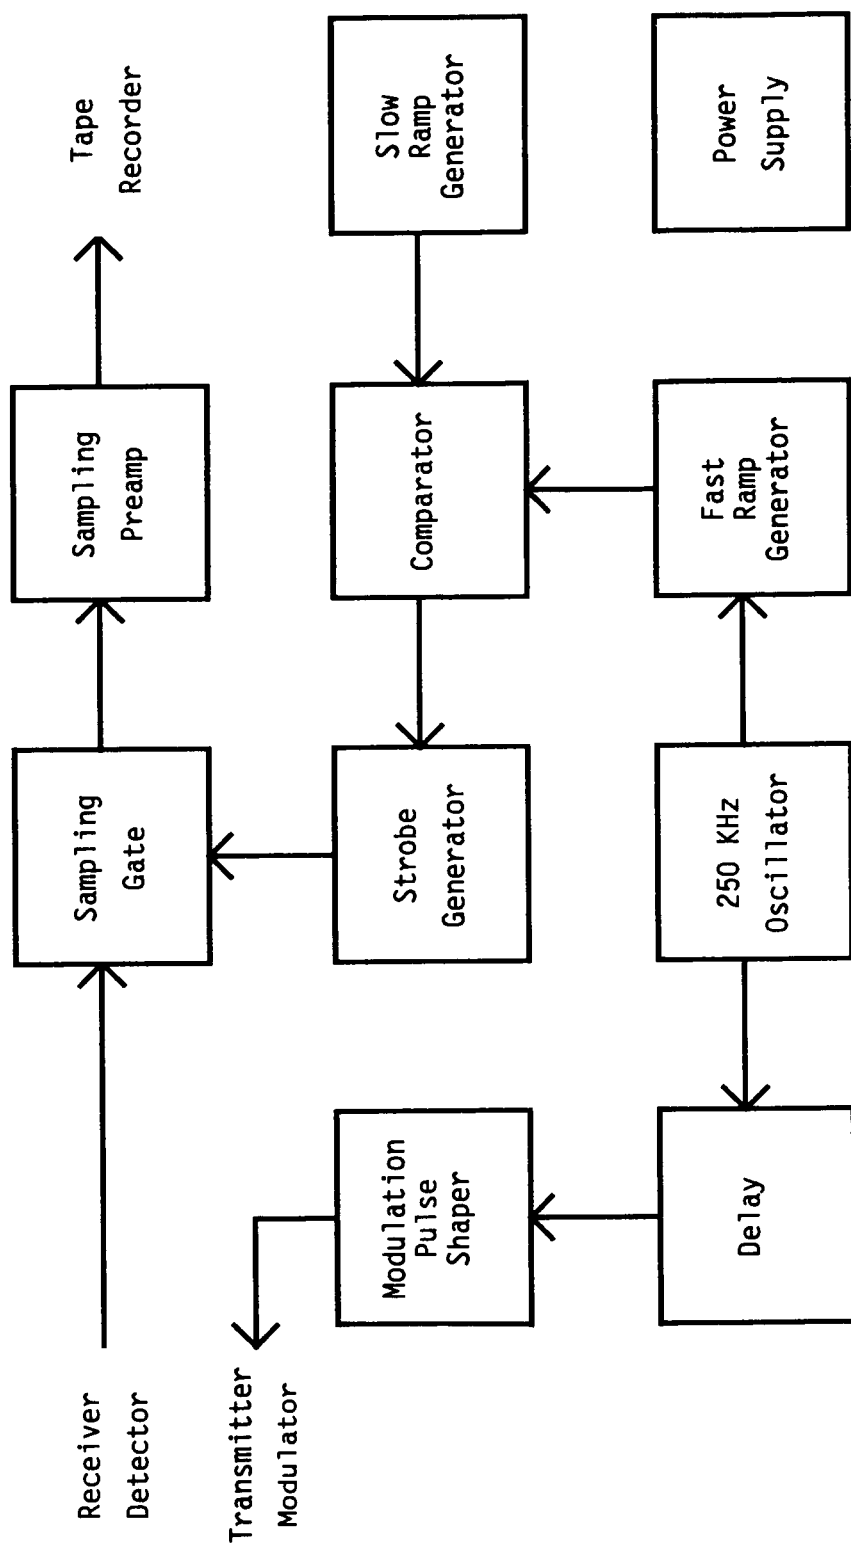 Receiver
Detector
Sampling
Gate
Sampling
Preamp
Tape
Recorder
Transmitter
Modulator
Modulation
Pulse
Shaper
Strobe
Generator
Comparator
Slow
Ramp
Generator
Delay
250 KHz
Oscillator
Fast
Ramp
Generator
Power
Supply